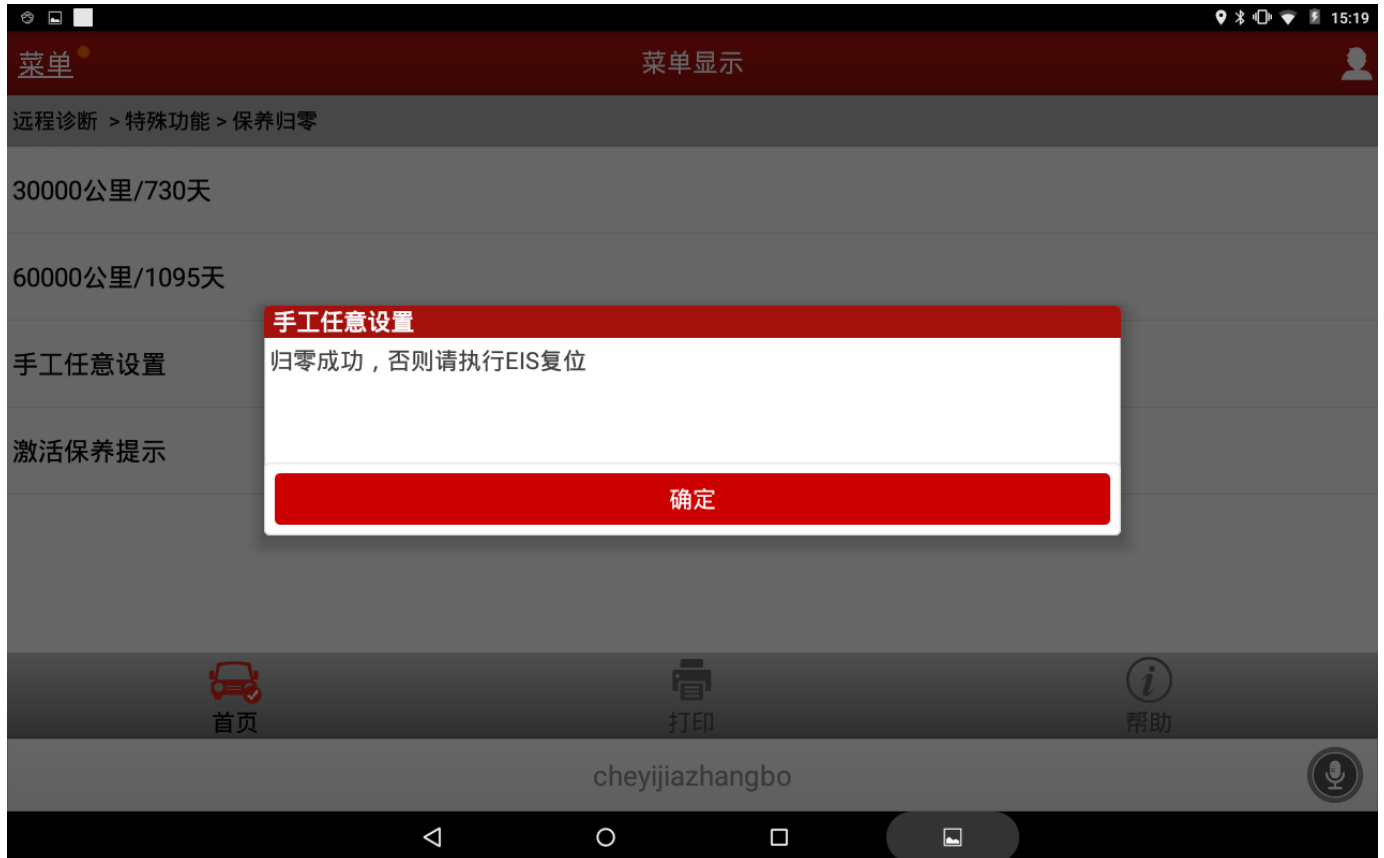 15:19
菜单
菜单显示
远程诊断 > 特殊功能 > 保养归零
30000公里/730天
60000公里/1095天
手工任意设置
激活保养提示
手工任意设置
归零成功，否则请执行EIS复位
确定
首页
打印
帮助
cheyijiazhangbo